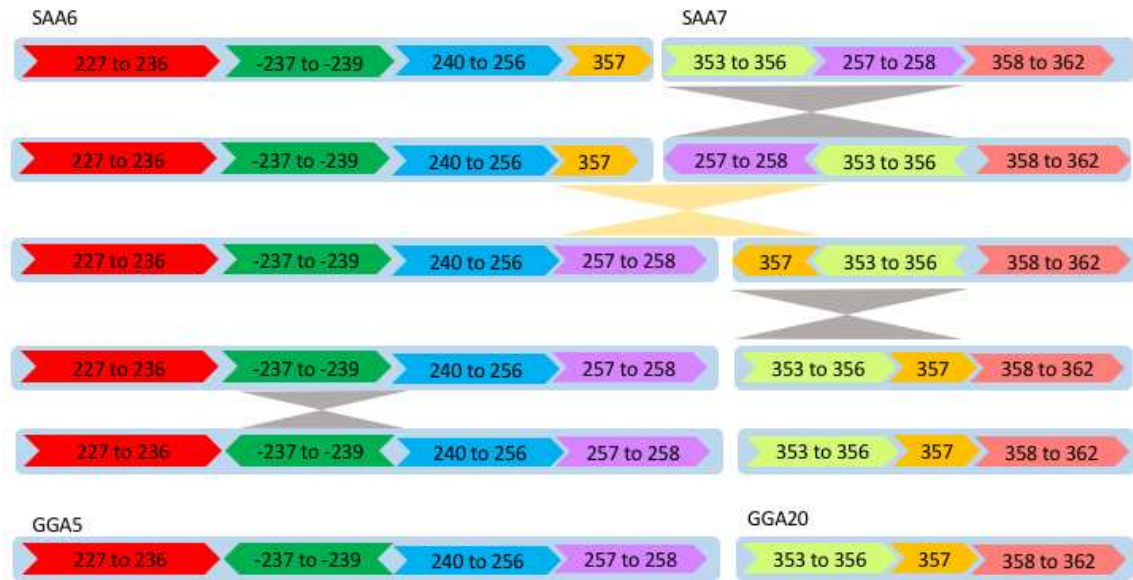 SAA6 SAA7
227 to 236 -237 to -239 240 to 256 357 353 to 356 257 to 258 358 to 362
227 to 236 -237 to -239 240 to 256 357 257 to 258 353 to 356 358 to 362
227 to 236 -237 to -239 240 to 256 257 to 258 357 353 to 356 358 to 362
227 to 236 -237 to -239 240 to 256 257 to 258 353 to 356 357 358 to 362
227 to 236 -237 to -239 240 to 256 257 to 258 353 to 356 357 358 to 362
GGA5 GGA20
227 to 236 -237 to -239 240 to 256 257 to 258 353 to 356 357 358 to 362